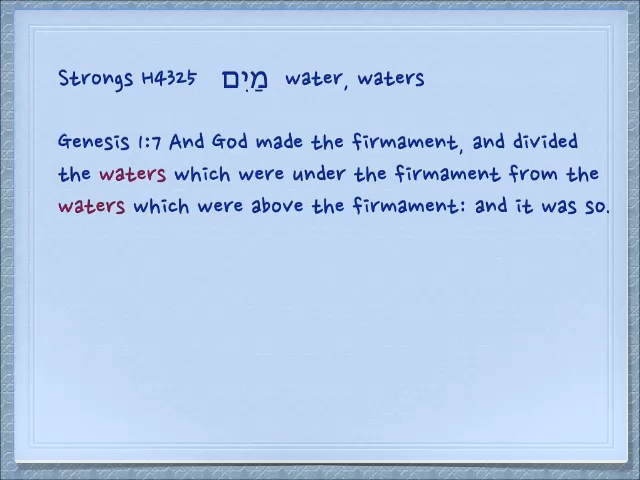 Strongs H4325 מַיִם water, waters
Genesis 1:7 And God made the firmament, and divided
the waters which were under the firmament from the
waters which were above the firmament: and it was so.